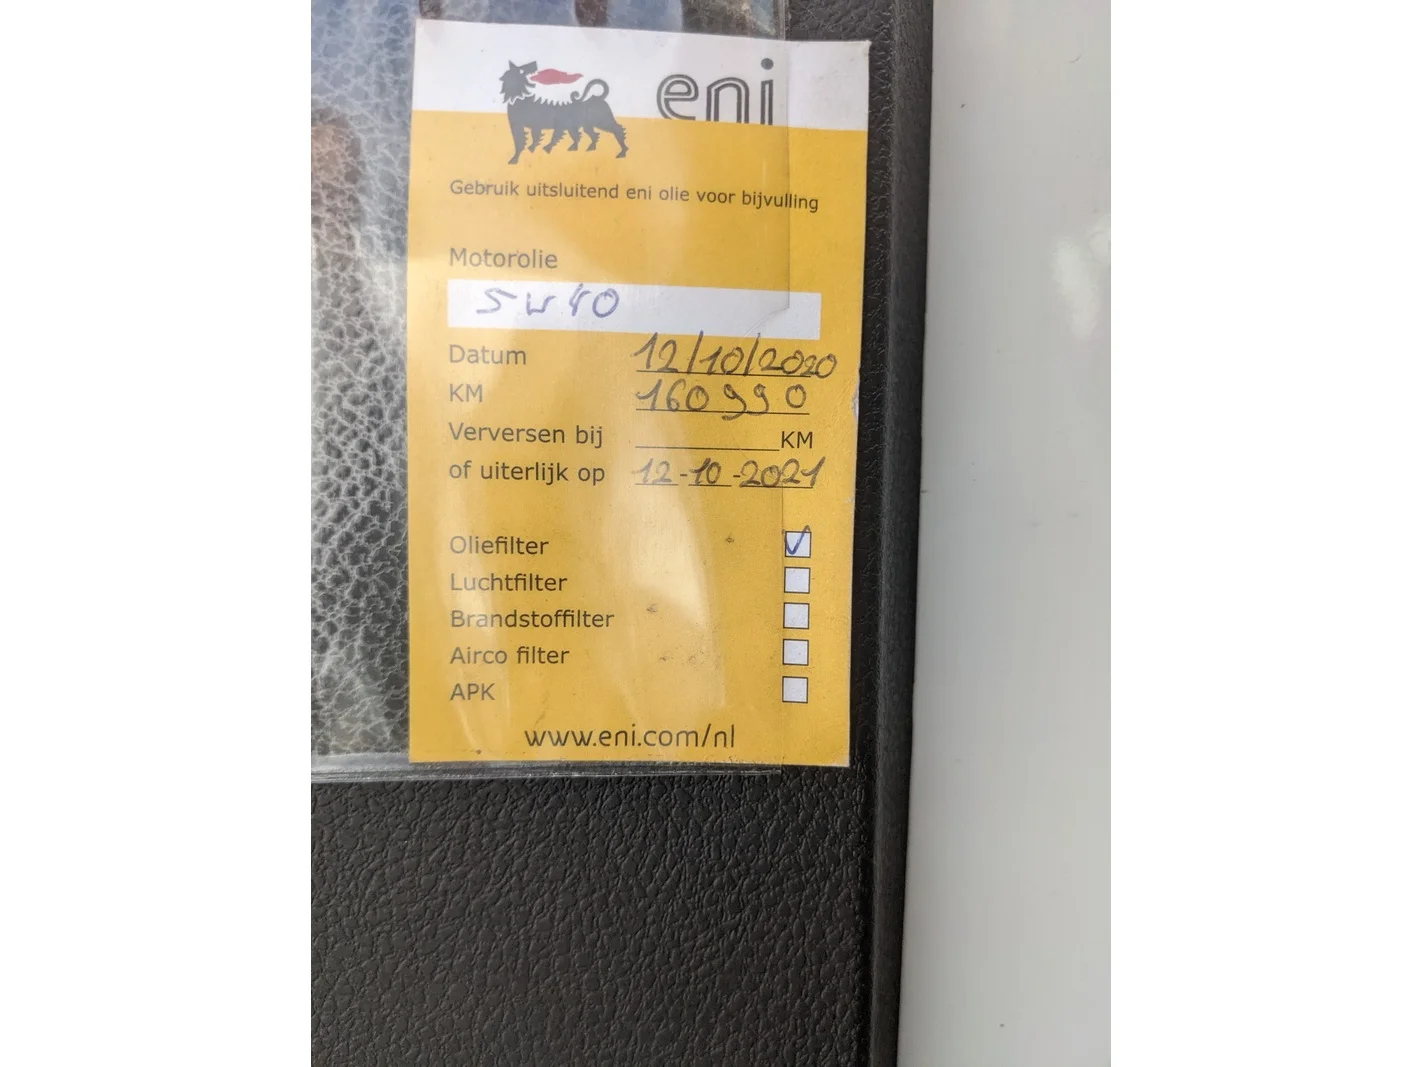 eni
Gebruik uitsluitend eni olie voor bijvulling
Motorolie
5W40
Datum 12/10/2020
KM 160990
Verversen bij KM
of uiterlijk op 12-10-2021
Oliefilter
Luchtfilter
Brandstoffilter
Airco filter
APK
www.eni.com/nl